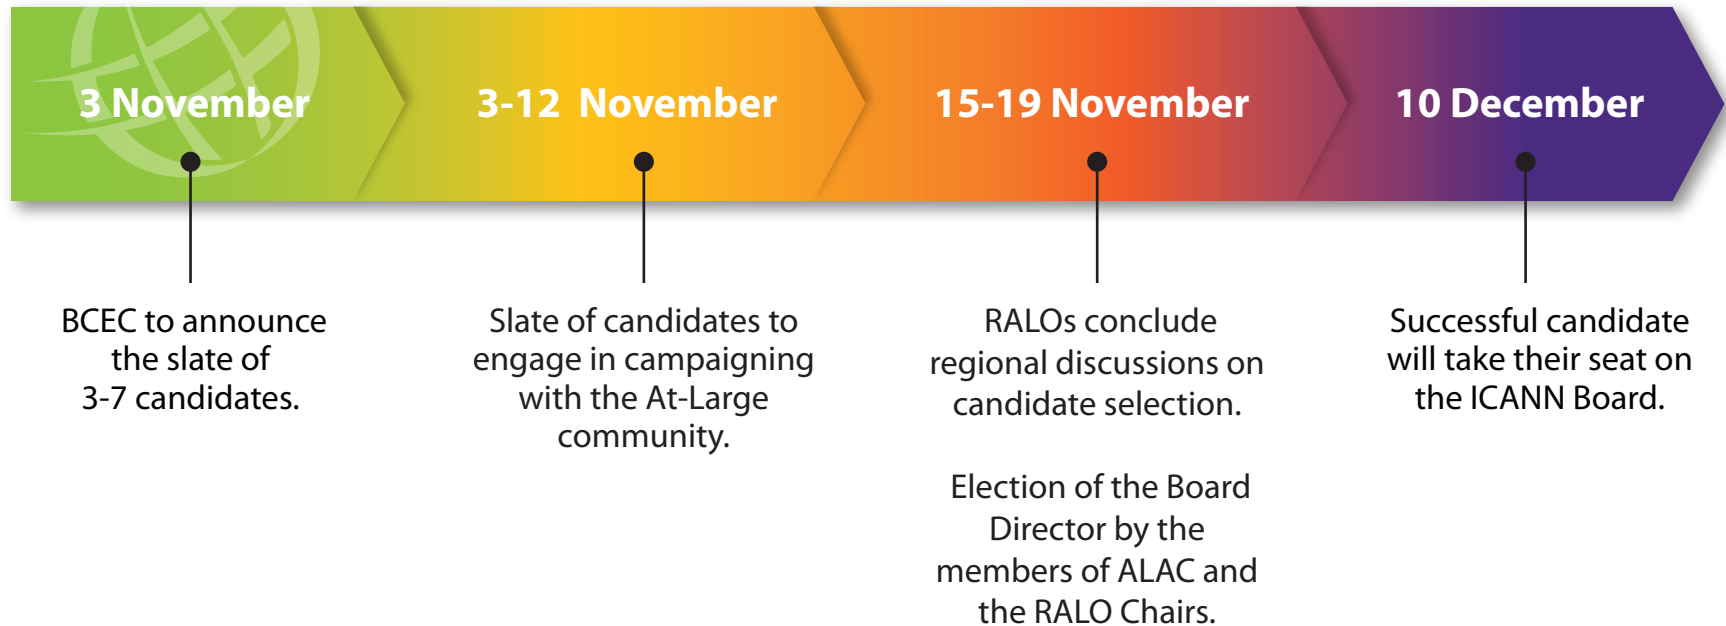 3 November
3-12 November
15-19 November
10 December
BCEC to announce
the slate of
3-7 candidates.
Slate of candidates to
engage in campaigning
with the At-Large
community.
RALOs conclude
regional discussions on
candidate selection.
Election of the Board
Director by the
members of ALAC and
the RALO Chairs.
Successful candidate
will take their seat on
the ICANN Board.